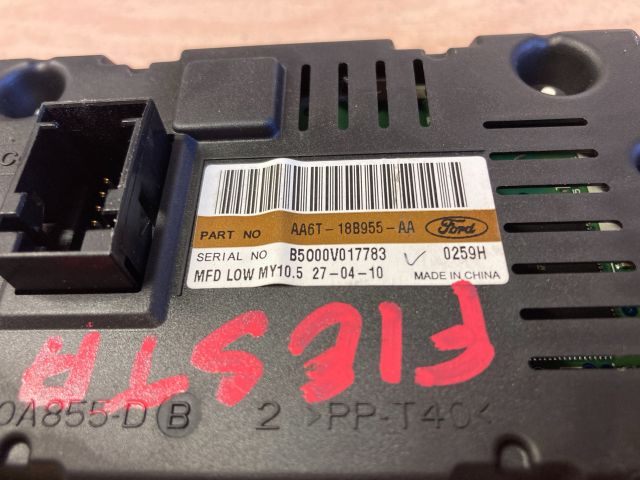 PART NO AA6T-18B955-AA Ford
SERIAL NO B5000V017783 0259H
MFD LOW MY10.5 27-04-10 MADE IN CHINA
FIESTA
0A855-D B 2 >PP-T40<
C